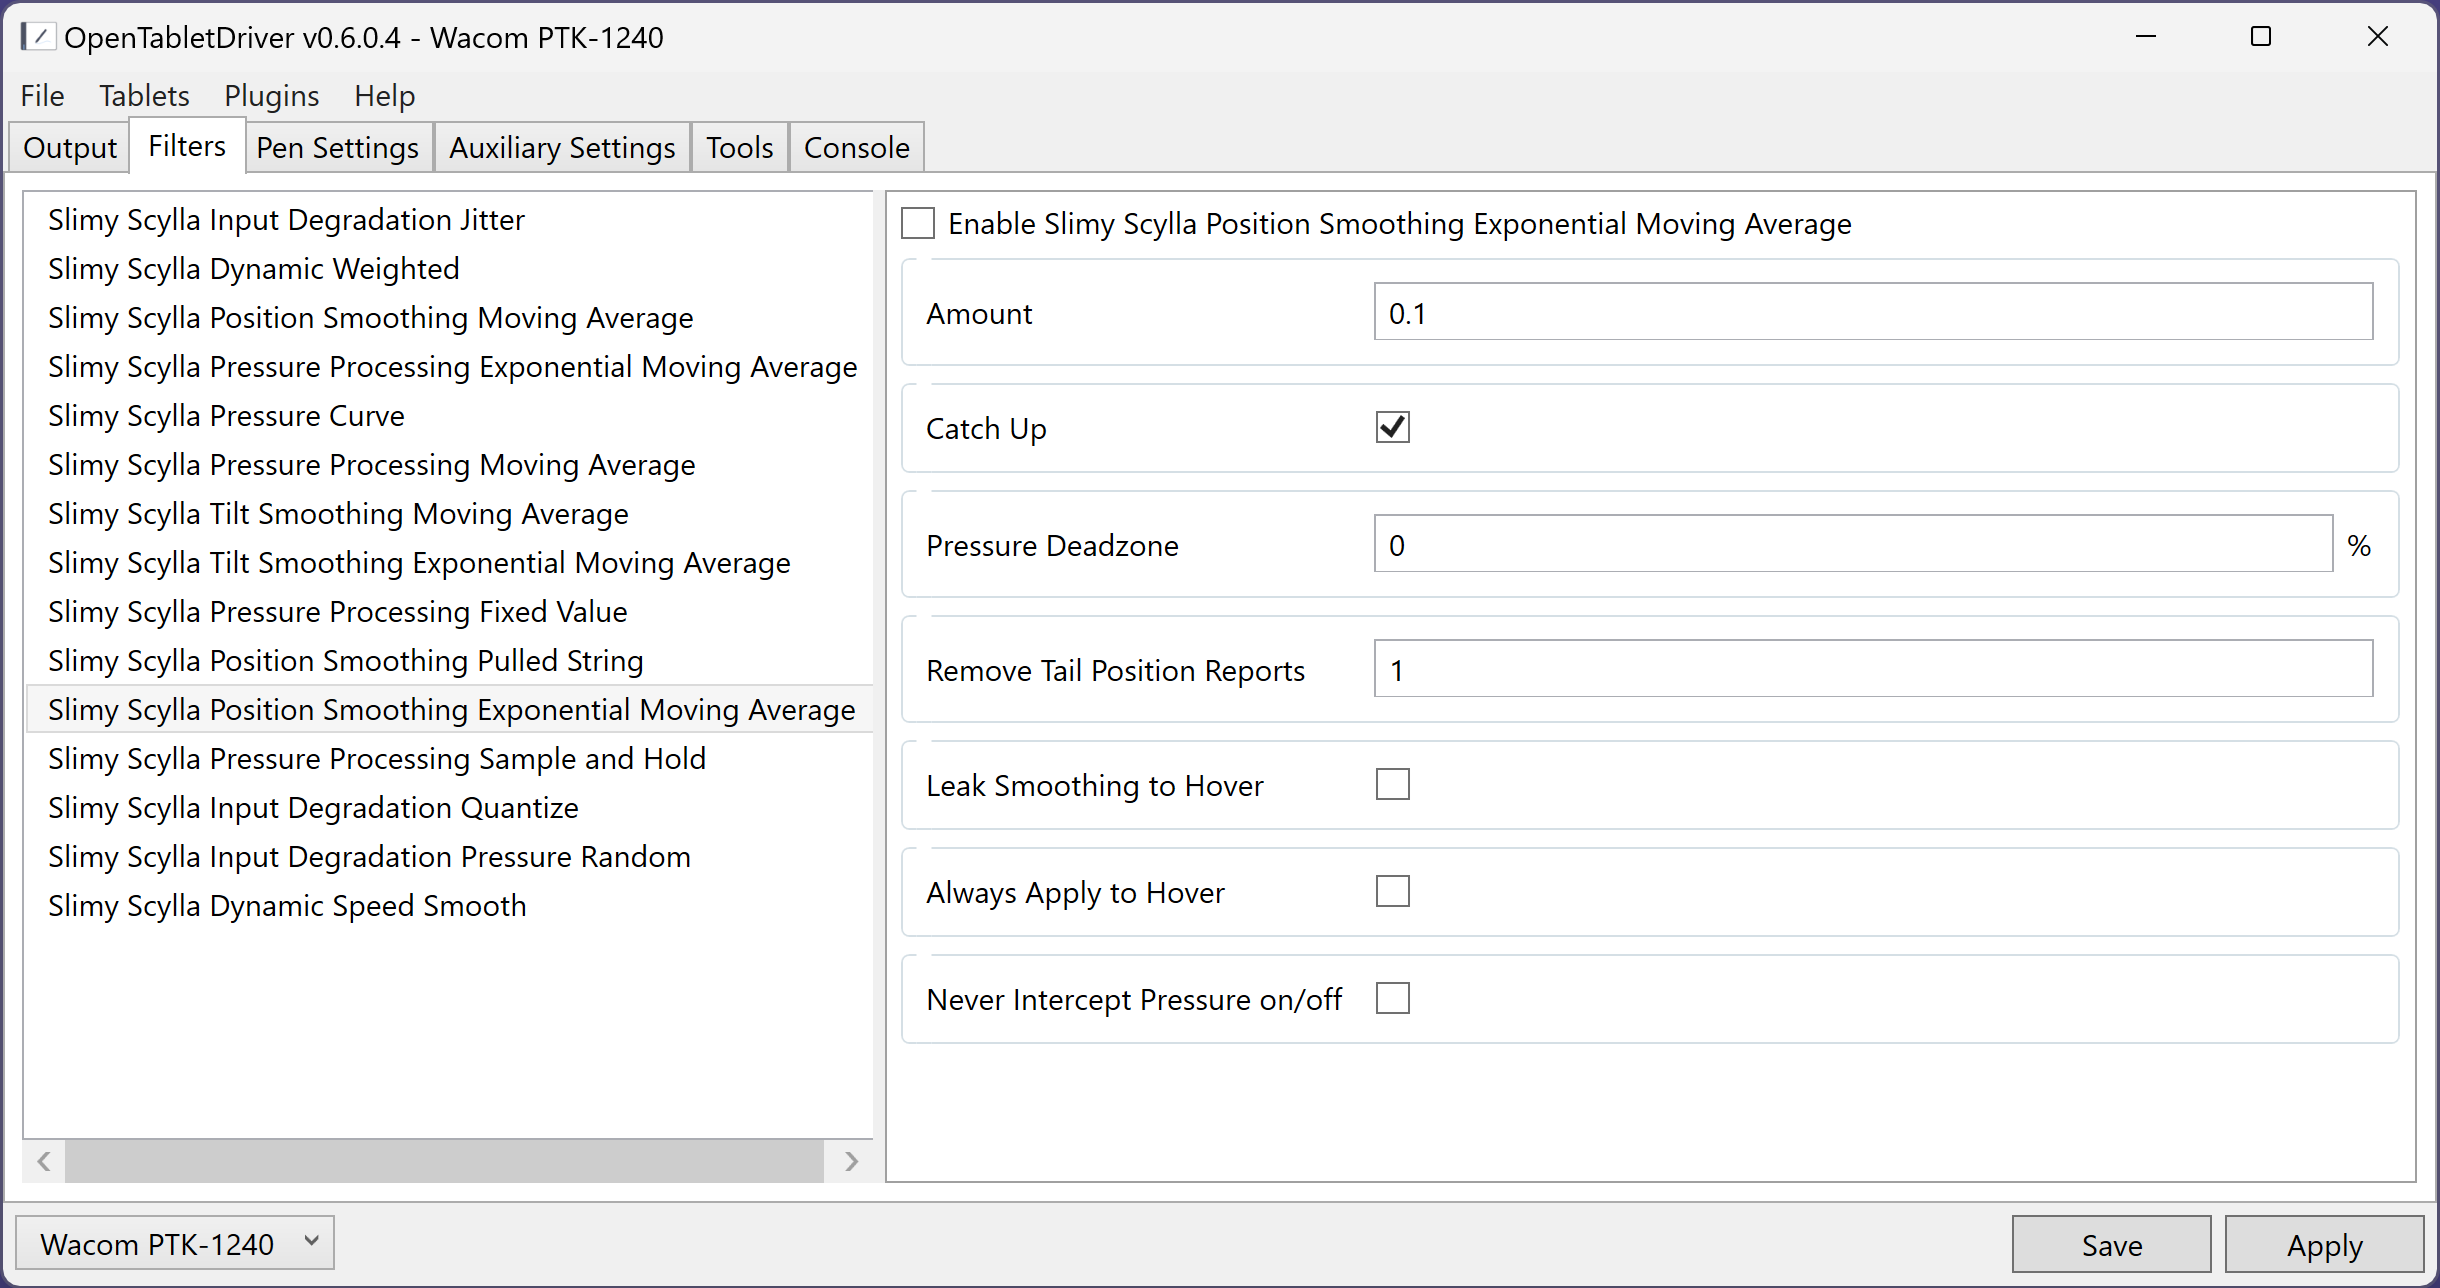 OpenTabletDriver v0.6.0.4 - Wacom PTK-1240
File Tablets Plugins Help
Output Filters Pen Settings Auxiliary Settings Tools Console
Slimy Scylla Input Degradation Jitter
Slimy Scylla Dynamic Weighted
Slimy Scylla Position Smoothing Moving Average
Slimy Scylla Pressure Processing Exponential Moving Average
Slimy Scylla Pressure Curve
Slimy Scylla Pressure Processing Moving Average
Slimy Scylla Tilt Smoothing Moving Average
Slimy Scylla Tilt Smoothing Exponential Moving Average
Slimy Scylla Pressure Processing Fixed Value
Slimy Scylla Position Smoothing Pulled String
Slimy Scylla Position Smoothing Exponential Moving Average
Slimy Scylla Pressure Processing Sample and Hold
Slimy Scylla Input Degradation Quantize
Slimy Scylla Input Degradation Pressure Random
Slimy Scylla Dynamic Speed Smooth
Enable Slimy Scylla Position Smoothing Exponential Moving Average
Amount 0.1
Catch Up
Pressure Deadzone 0 %
Remove Tail Position Reports 1
Leak Smoothing to Hover
Always Apply to Hover
Never Intercept Pressure on/off
Wacom PTK-1240
Save Apply